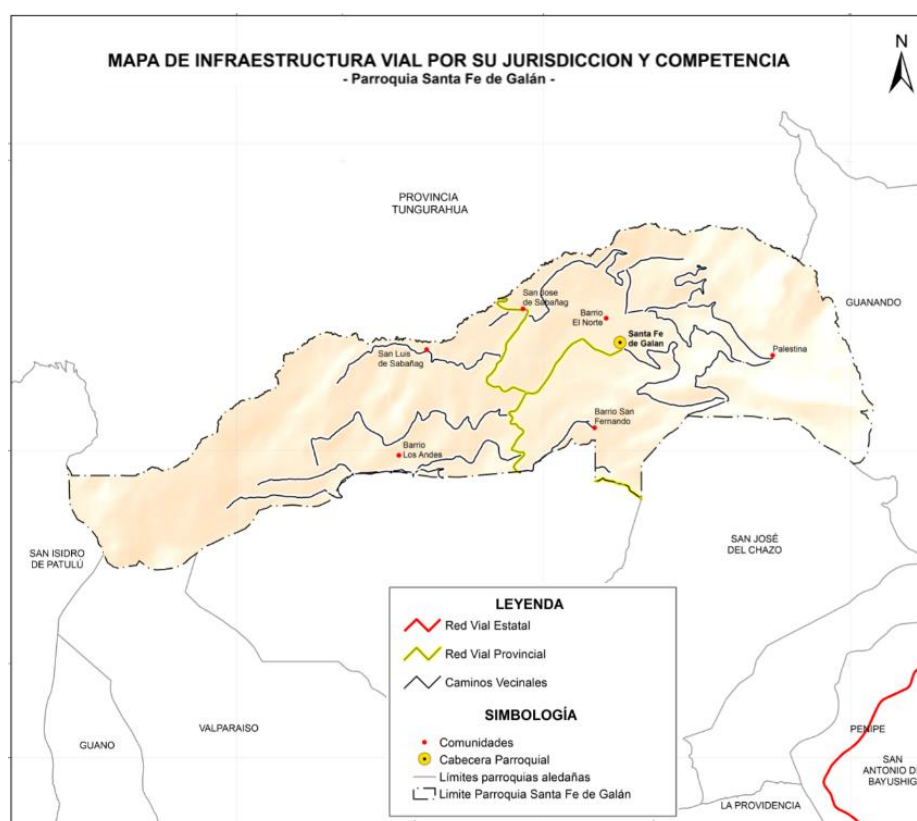 MAPA DE INFRAESTRUCTURA VIAL POR SU JURISDICCION Y COMPETENCIA
- Parroquia Santa Fe de Galán -
N
PROVINCIA
TUNGURAHUA
GUANANDO
San Jose
de Sabañag
Barrio
El Norte
Santa Fe
de Galan
San Luis
de Sabañag
Palestina
Barrio San
Fernando
Barrio
Los Andes
SAN ISIDRO
DE PATULÚ
SAN JOSÉ
DEL CHAZO
LEYENDA
Red Vial Estatal
Red Vial Provincial
Caminos Vecinales
SIMBOLOGÍA
Comunidades
Cabecera Parroquial
Límites parroquias aledañas
Limite Parroquia Santa Fe de Galán
VALPARAISO
GUANO
PENIPE
SAN
ANTONIO DE
BAYUSHIG
LA PROVIDENCIA